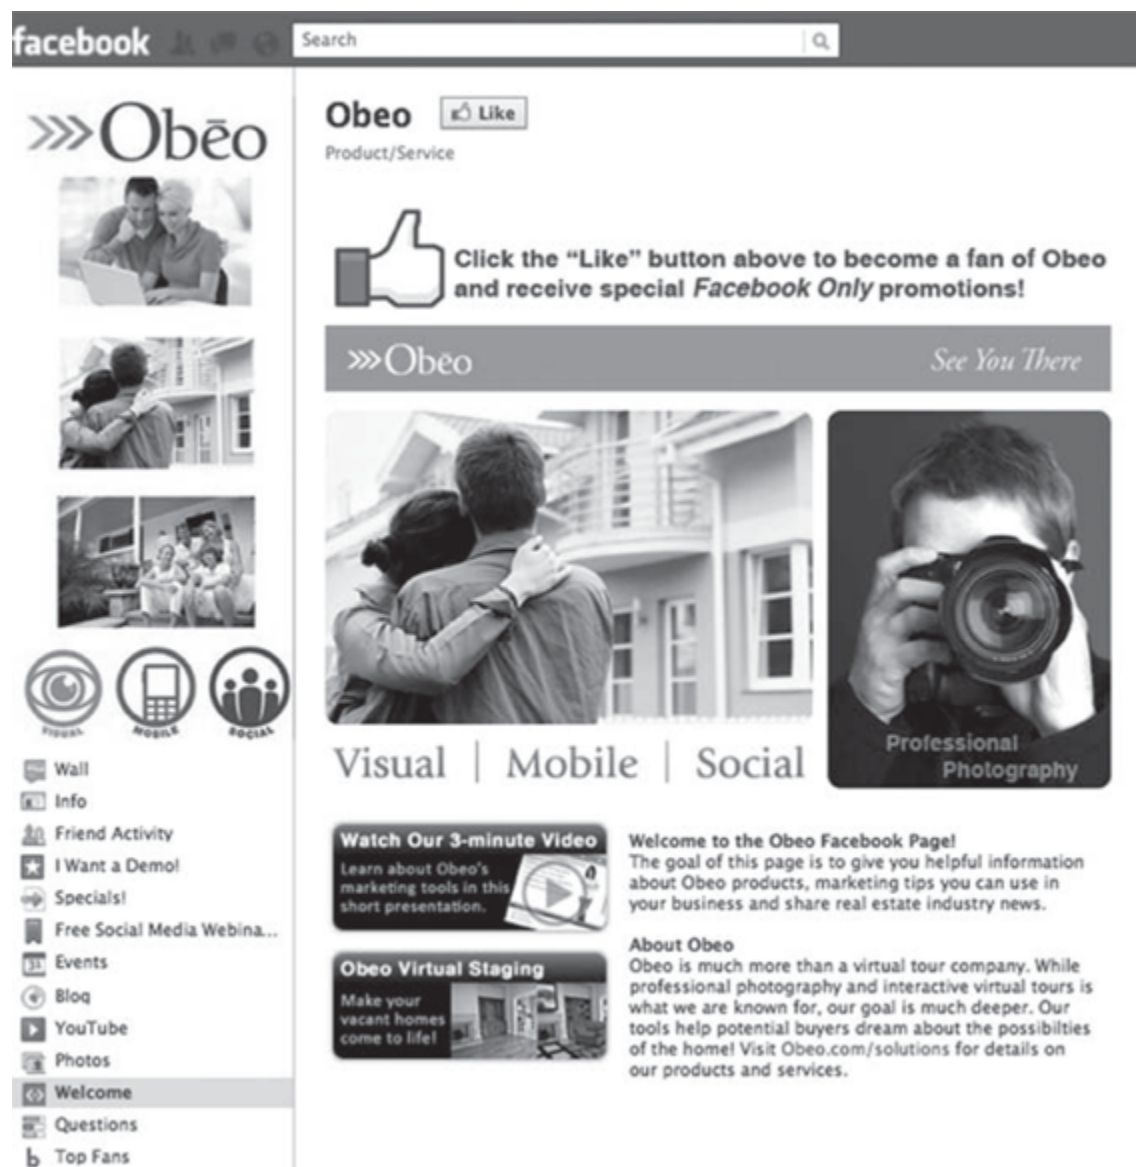 facebook
Search
»»Obēo
Obeo
Like
Product/Service
Click the “Like” button above to become a fan of Obeo
and receive special Facebook Only promotions!
»»Obēo
See You There
Professional
Photography
Visual | Mobile | Social
VISUAL
MOBILE
SOCIAL
Wall
Info
Friend Activity
I Want a Demo!
Specials!
Free Social Media Webina...
Events
Blog
YouTube
Photos
Welcome
Questions
Top Fans
Watch Our 3-minute Video
Learn about Obeo's
marketing tools in this
short presentation.
Obeo Virtual Staging
Make your
vacant homes
come to life!
Welcome to the Obeo Facebook Page!
The goal of this page is to give you helpful information
about Obeo products, marketing tips you can use in
your business and share real estate industry news.
About Obeo
Obeo is much more than a virtual tour company. While
professional photography and interactive virtual tours is
what we are known for, our goal is much deeper. Our
tools help potential buyers dream about the possibilties
of the home! Visit Obeo.com/solutions for details on
our products and services.